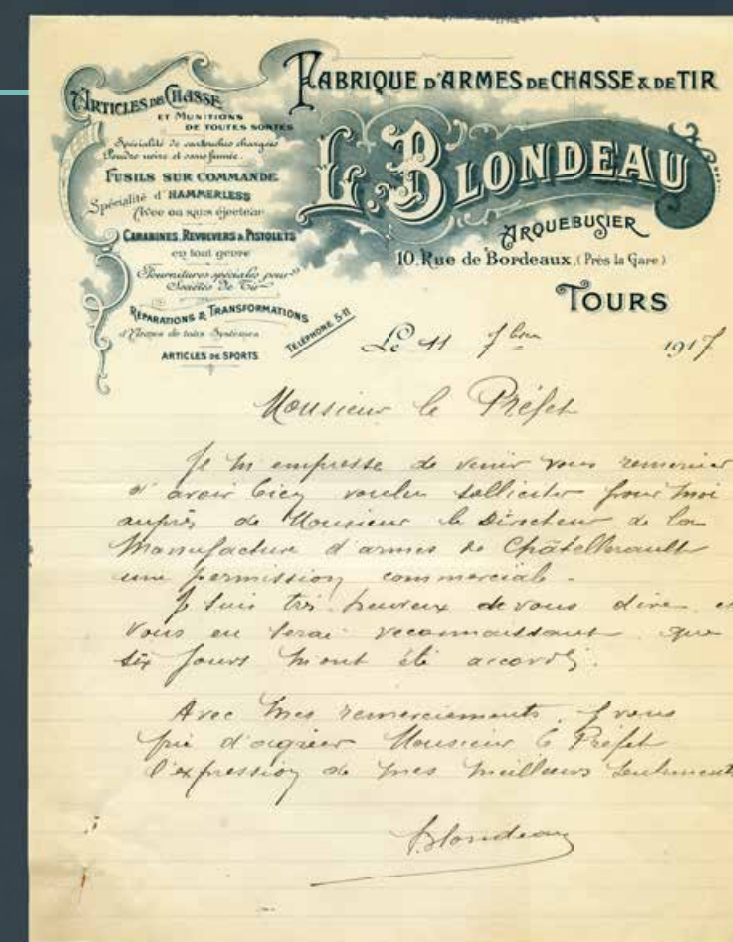 FABRIQUE D'ARMES DE CHASSE & DE TIR
L. BLONDEAU
ARQUEBUSIER
10. Rue de Bordeaux, (Près la Gare)
TOURS
ARTICLES DE CHASSE
ET MUNITIONS
DE TOUTES SORTES
Spécialité de cartouches chargées
Poudre noire et sans fumée.
FUSILS SUR COMMANDE
Spécialité d'HAMMERLESS
Avec ou sans éjecteur
CARABINES, REVOLVERS & PISTOLETS
en tout genre
Fournitures spéciales pour
Sociétés de Tir
RÉPARATIONS & TRANSFORMATIONS
d'Armes de tous Systèmes
ARTICLES DE SPORTS
TÉLÉPHONE 5-11
Le 11 7bre 1917
Monsieur le Préfet
Je m'empresse de venir vous remercier
d'avoir bien voulu solliciter pour moi
auprès de Monsieur le Directeur de la
Manufacture d'armes de Châtellerault
une permission commerciale.
Je suis très heureux de vous dire et
vous en serai reconnaissant que
six jours m'ont été accordés.
Avec mes remerciements, je vous
prie d'agréer Monsieur le Préfet
l'expression de mes meilleurs sentiments
Blondeau